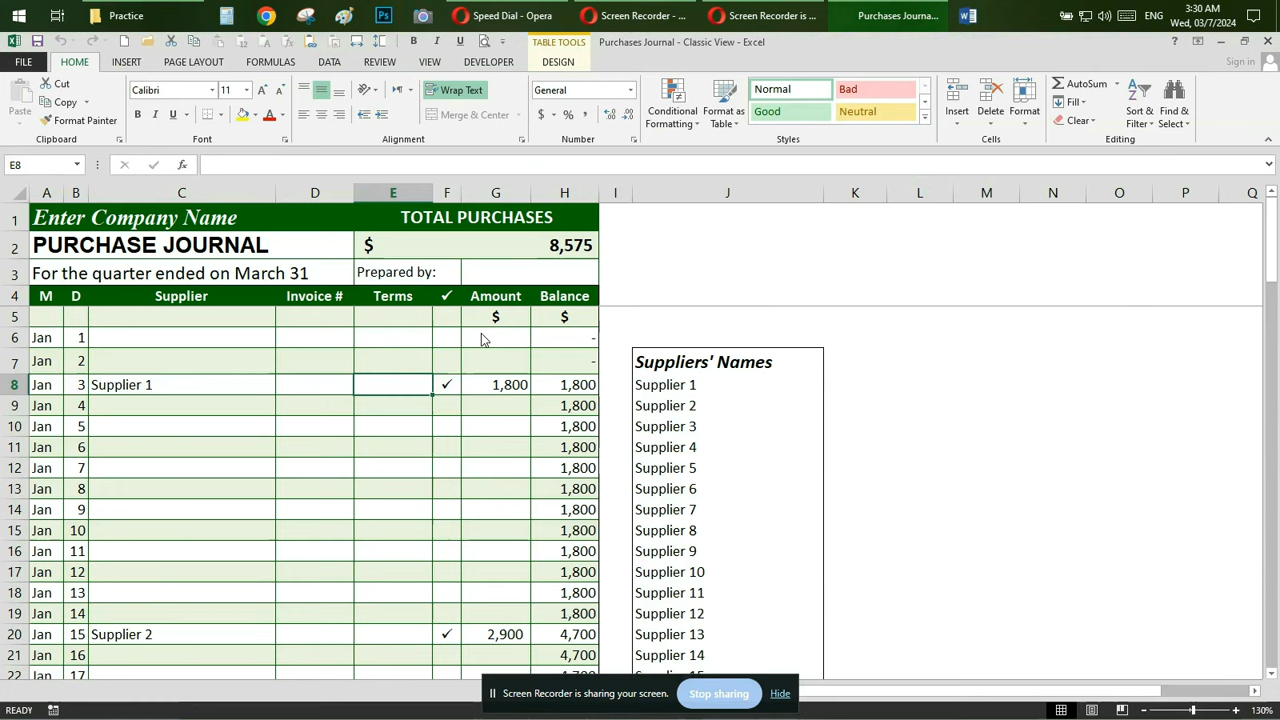 Practice
Speed Dial - Opera
Screen Recorder - ...
Screen Recorder is ...
Purchases Journa...
ENG
3:30 AM
Wed, 03/7/2024
Purchases Journal - Classic View - Excel
TABLE TOOLS
FILE HOME INSERT PAGE LAYOUT FORMULAS DATA REVIEW VIEW DEVELOPER DESIGN
Sign in
Paste
Cut
Copy
Format Painter
Clipboard
Calibri 11
B I U
Font
Wrap Text
Merge & Center
Alignment
General
$ % ,
Number
Conditional Formatting
Format as Table
Normal Bad
Good Neutral
Styles
Insert Delete Format
Cells
AutoSum
Fill
Clear
Sort & Filter
Find & Select
Editing
E8
fx
A B C D E F G H I J K L M N O P Q
1 Enter Company Name TOTAL PURCHASES
2 PURCHASE JOURNAL $ 8,575
3 For the quarter ended on March 31 Prepared by:
4 M D Supplier Invoice # Terms ✓ Amount Balance
5 $ $
6 Jan 1 -
7 Jan 2 - Suppliers' Names
8 Jan 3 Supplier 1 ✓ 1,800 1,800 Supplier 1
9 Jan 4 1,800 Supplier 2
10 Jan 5 1,800 Supplier 3
11 Jan 6 1,800 Supplier 4
12 Jan 7 1,800 Supplier 5
13 Jan 8 1,800 Supplier 6
14 Jan 9 1,800 Supplier 7
15 Jan 10 1,800 Supplier 8
16 Jan 11 1,800 Supplier 9
17 Jan 12 1,800 Supplier 10
18 Jan 13 1,800 Supplier 11
19 Jan 14 1,800 Supplier 12
20 Jan 15 Supplier 2 ✓ 2,900 4,700 Supplier 13
21 Jan 16 4,700 Supplier 14
22 Jan 17
Screen Recorder is sharing your screen. Stop sharing Hide
READY 130%